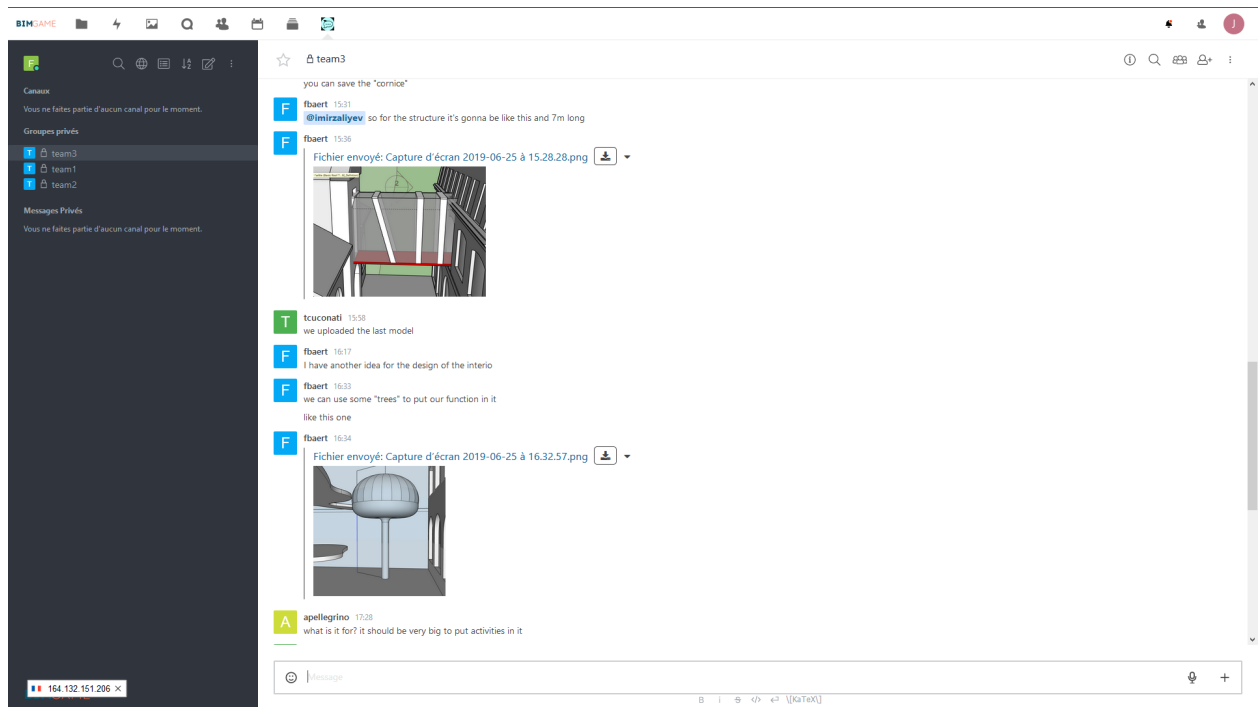 BIMGAME
J
F
team3
Canaux
Vous ne faites partie d'aucun canal pour le moment.
Groupes privés
T team3
T team1
T team2
Messages Privés
Vous ne faites partie d'aucun canal pour le moment.
you can save the "cornice"
F fbaert 15:31
@imirzaliyev so for the structure it's gonna be like this and 7m long
F fbaert 15:36
Fichier envoyé: Capture d'écran 2019-06-25 à 15.28.28.png
T tcuconati 15:58
we uploaded the last model
F fbaert 16:17
I have another idea for the design of the interio
F fbaert 16:33
we can use some "trees" to put our function in it
like this one
F fbaert 16:34
Fichier envoyé: Capture d'écran 2019-06-25 à 16.32.57.png
A apellegrino 17:28
what is it for? it should be very big to put activities in it
Message
B i S </> \[KaTeX\]
164.132.151.206 ×